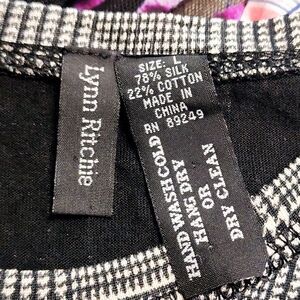 Lynn Ritchie
SIZE: L
78% SILK
22% COTTON
MADE IN
CHINA
RN 89249
HAND WASH COLD
HANG DRY
OR
DRY CLEAN